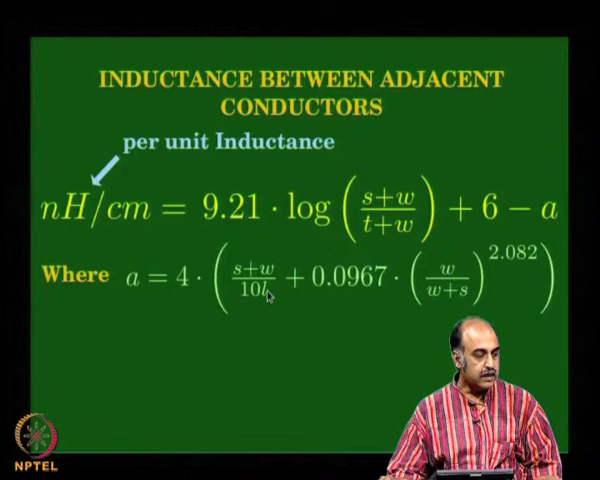 INDUCTANCE BETWEEN ADJACENT
CONDUCTORS
per unit Inductance
nH/cm = 9.21 · log ( (s+w)/(t+w) ) + 6 − a
Where a = 4 · ( (s+w)/(10l) + 0.0967 · ( w/(w+s) )^2.082 )
NPTEL